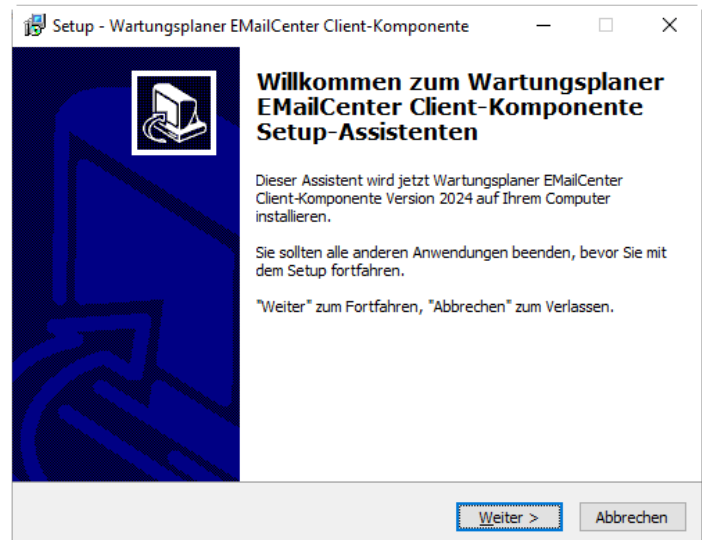 Setup - Wartungsplaner EMailCenter Client-Komponente
Willkommen zum Wartungsplaner
EMailCenter Client-Komponente
Setup-Assistenten
Dieser Assistent wird jetzt Wartungsplaner EMailCenter
Client-Komponente Version 2024 auf Ihrem Computer
installieren.
Sie sollten alle anderen Anwendungen beenden, bevor Sie mit
dem Setup fortfahren.
"Weiter" zum Fortfahren, "Abbrechen" zum Verlassen.
Weiter >
Abbrechen